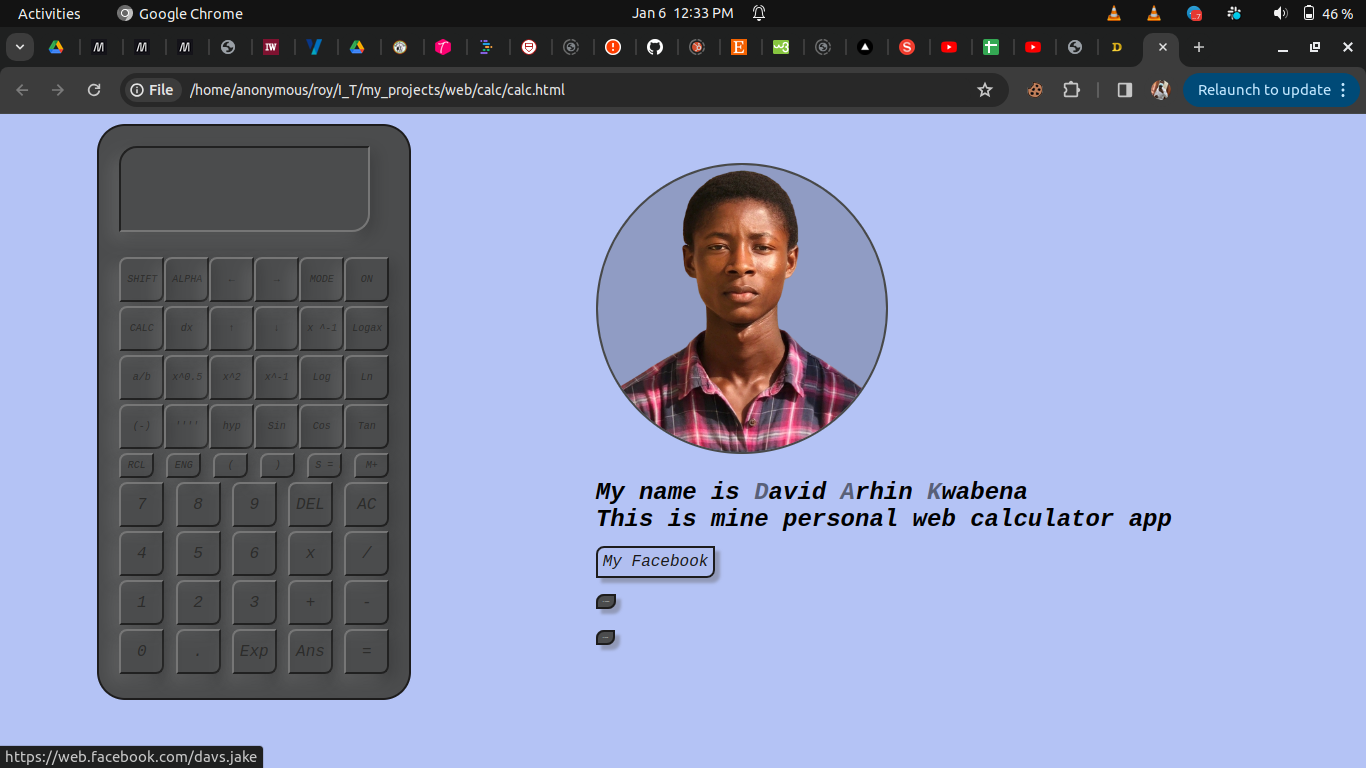 Activities Google Chrome Jan 6 12:33 PM 46 %
File /home/anonymous/roy/I_T/my_projects/web/calc/calc.html Relaunch to update
SHIFT ALPHA ← → MODE ON
CALC dx ↑ ↓ x ^-1 Logax
a/b x^0.5 x^2 x^-1 Log Ln
(-) '''' hyp Sin Cos Tan
RCL ENG ( ) S = M+
7 8 9 DEL AC
4 5 6 x /
1 2 3 + -
0 . Exp Ans =
My name is David Arhin Kwabena
This is mine personal web calculator app
My Facebook
https://web.facebook.com/davs.jake